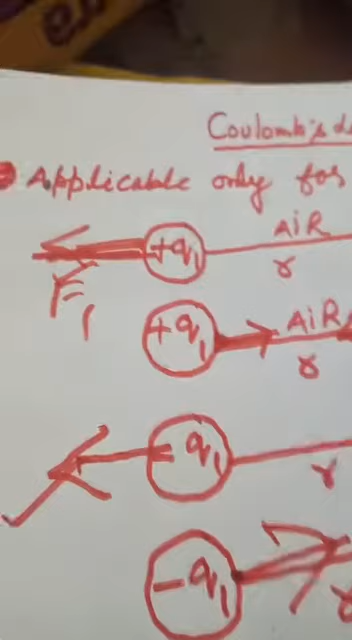 Coulomb's
Applicable only for
+q1 AiR
r
F1
+q1 AiR
r
-q1
r
-q1